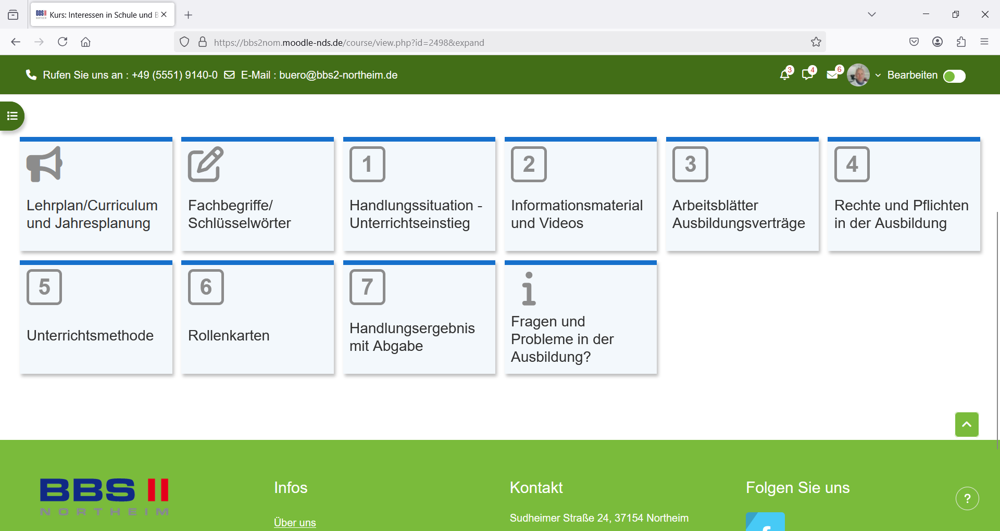 Kurs: Interessen in Schule und B
https://bbs2nom.moodle-nds.de/course/view.php?id=2498&expand
Rufen Sie uns an : +49 (5551) 9140-0 E-Mail : buero@bbs2-northeim.de
3
4
6
Bearbeiten
Lehrplan/Curriculum
und Jahresplanung
Fachbegriffe/
Schlüsselwörter
1
Handlungssituation -
Unterrichtseinstieg
2
Informationsmaterial
und Videos
3
Arbeitsblätter
Ausbildungsverträge
4
Rechte und Pflichten
in der Ausbildung
5
Unterrichtsmethode
6
Rollenkarten
7
Handlungsergebnis
mit Abgabe
Fragen und
Probleme in der
Ausbildung?
BBS II
NORTHEIM
Infos
Über uns
Kontakt
Sudheimer Straße 24, 37154 Northeim
Folgen Sie uns
?